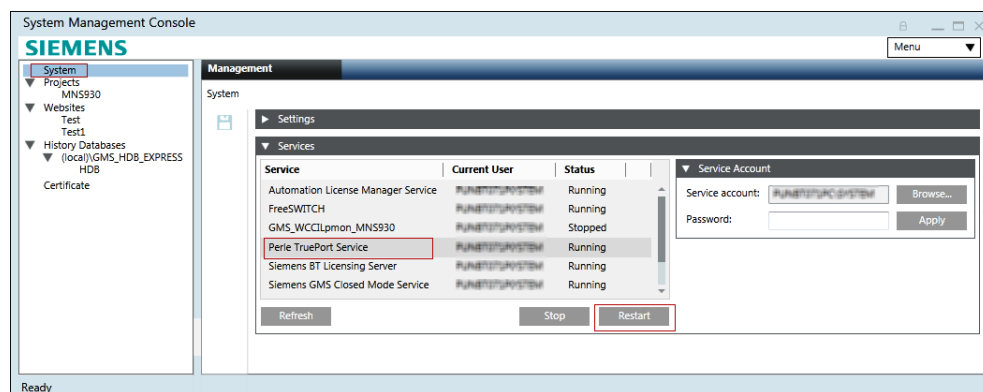 System Management Console
SIEMENS
Menu
System
Projects
MNS930
Websites
Test
Test1
History Databases
(local)\GMS_HDB_EXPRESS
HDB
Certificate
Management
System
Settings
Services
Service Current User Status
Automation License Manager Service Running
FreeSWITCH Running
GMS_WCCILpmon_MNS930 Stopped
Perle TruePort Service Running
Siemens BT Licensing Server Running
Siemens GMS Closed Mode Service Running
Refresh Stop Restart
Service Account
Service account: Browse...
Password: Apply
Ready